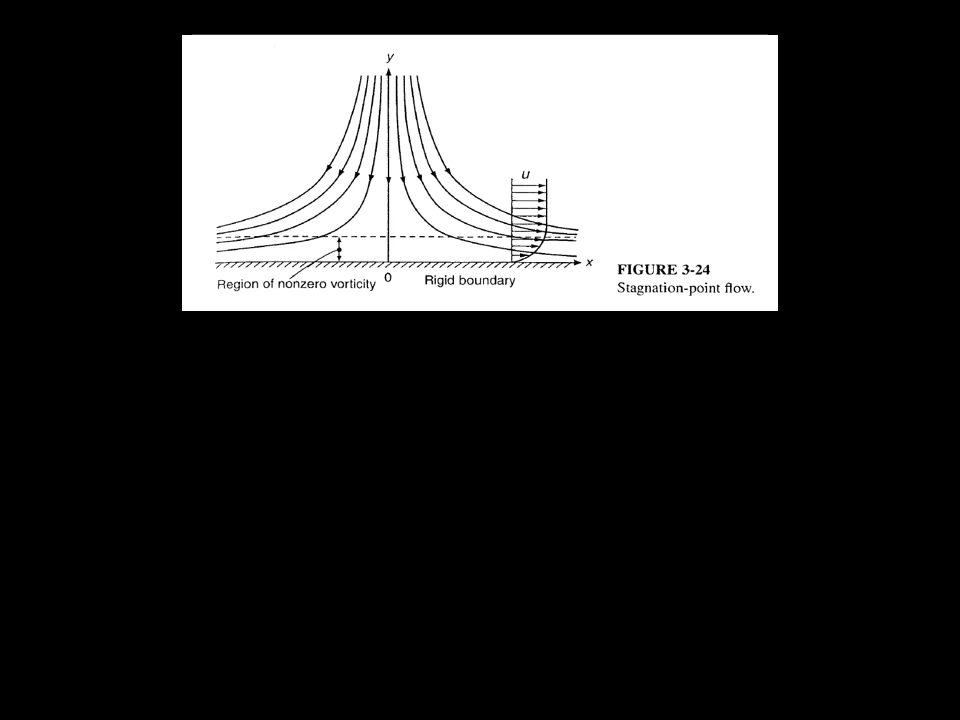 y
u
x
Region of nonzero vorticity
0
Rigid boundary
FIGURE 3-24
Stagnation-point flow.